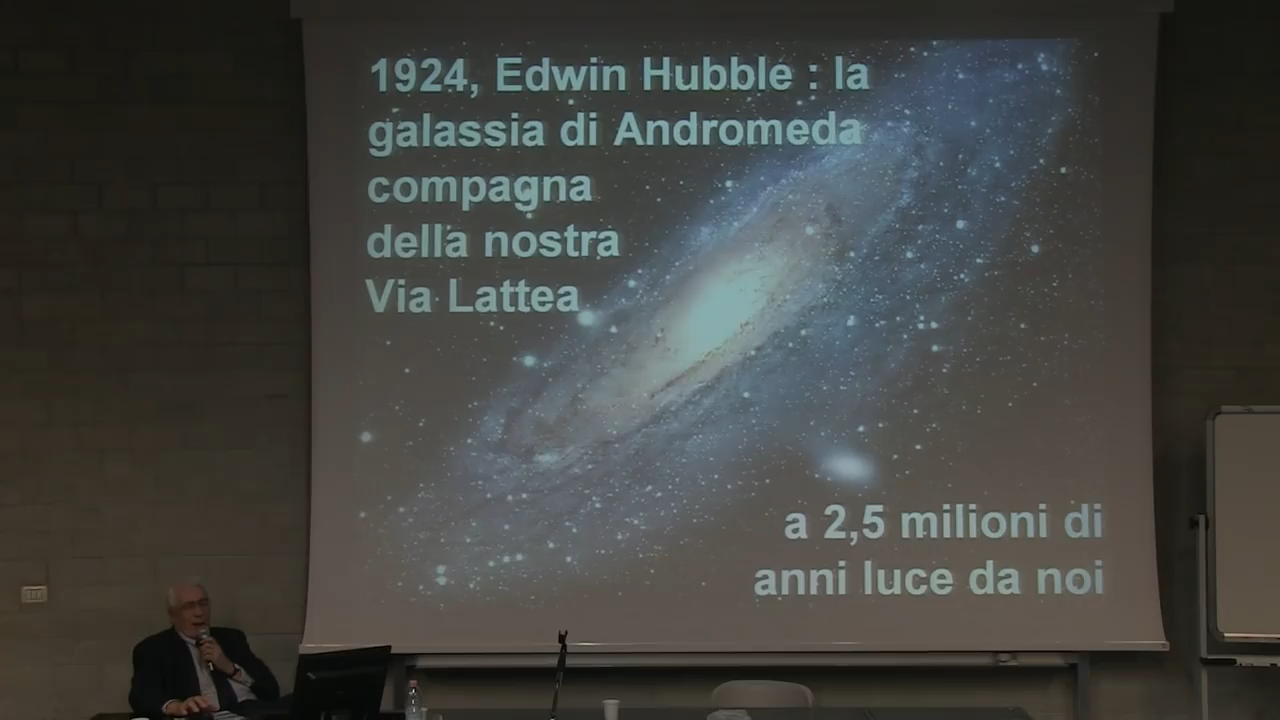 1924, Edwin Hubble : la
galassia di Andromeda
compagna
della nostra
Via Lattea
a 2,5 milioni di
anni luce da noi